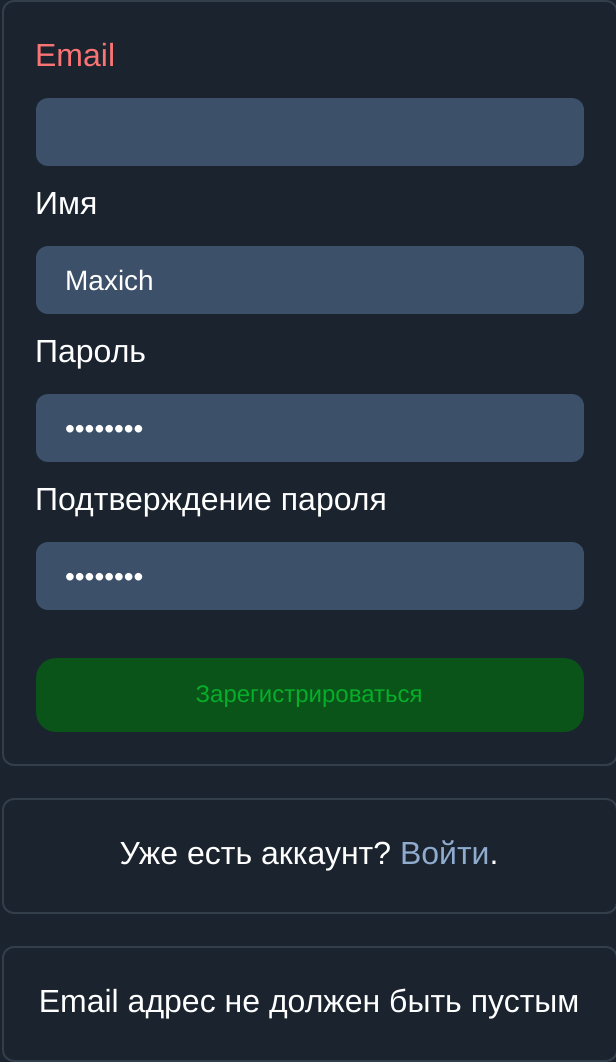 Email
Имя
Maxich
Пароль
••••••••
Подтверждение пароля
••••••••
Зарегистрироваться
Уже есть аккаунт? Войти.
Email адрес не должен быть пустым